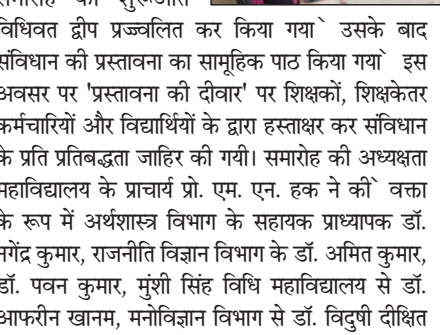 विधिवत द्वीप प्रज्ज्वलित कर किया गया` उसके बाद
संविधान की प्रस्तावना का सामूहिक पाठ किया गया` इस
अवसर पर 'प्रस्तावना की दीवार' पर शिक्षकों, शिक्षकेतर
कर्मचारियों और विद्यार्थियों के द्वारा हस्ताक्षर कर संविधान
के प्रति प्रतिबद्धता जाहिर की गयी। समारोह की अध्यक्षता
महाविद्यालय के प्राचार्य प्रो. एम. एन. हक ने की` वक्ता
के रूप में अर्थशास्त्र विभाग के सहायक प्राध्यापक डॉ.
नगेंद्र कुमार, राजनीति विज्ञान विभाग के डॉ. अमित कुमार,
डॉ. पवन कुमार, मुंशी सिंह विधि महाविद्यालय से डॉ.
आफरीन खानम, मनोविज्ञान विभाग से डॉ. विदुषी दीक्षित